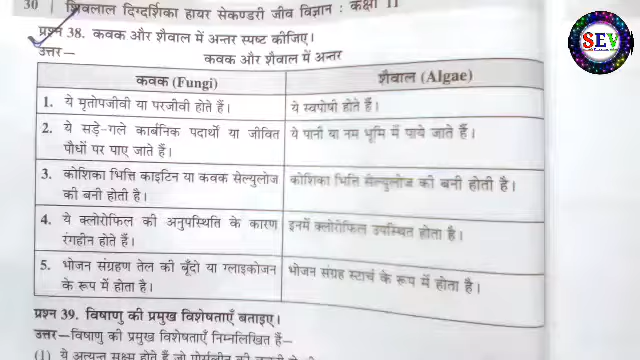 30 शिवलाल दिग्दर्शिका हायर सेकण्डरी जीव विज्ञान : कक्षा 11
प्रश्न 38. कवक और शैवाल में अन्तर स्पष्ट कीजिए।
उत्तर— कवक और शैवाल में अन्तर
कवक (Fungi) शैवाल (Algae)
1. ये मृतोपजीवी या परजीवी होते हैं। ये स्वपोषी होते हैं।
2. ये सड़े-गले कार्बनिक पदार्थों या जीवित ये पानी या नम भूमि में पाये जाते हैं।
पौधों पर पाए जाते हैं।
3. कोशिका भित्ति काइटिन या कवक सेल्युलोज कोशिका भित्ति सेल्युलोज की बनी होती है।
की बनी होती है।
4. ये क्लोरोफिल की अनुपस्थिति के कारण इनमें क्लोरोफिल उपस्थित होता है।
रंगहीन होते हैं।
5. भोजन संग्रहण तेल की बूँदो या ग्लाइकोजन भोजन संग्रह स्टार्च के रूप में होता है।
के रूप में होता है।
प्रश्न 39. विषाणु की प्रमुख विशेषताएँ बताइए।
उत्तर—विषाणु की प्रमुख विशेषताएँ निम्नलिखित हैं—
(1) ये अत्यन्त सूक्ष्म होते हैं जो
SEV